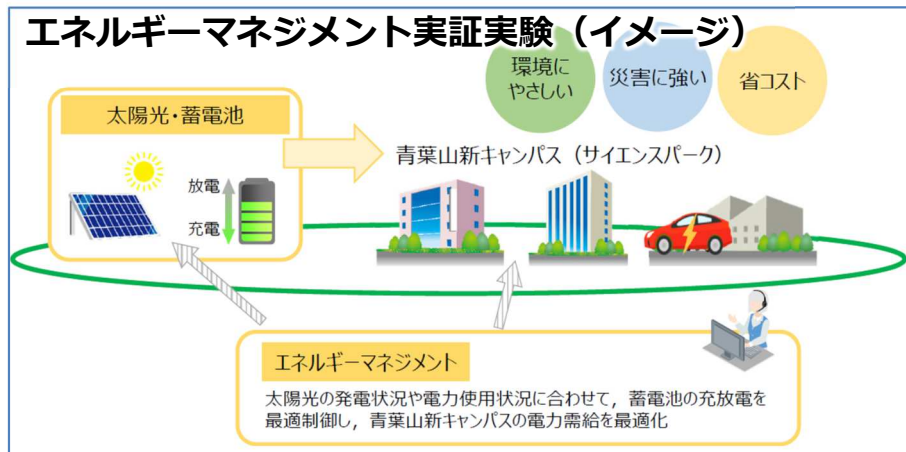 エネルギーマネジメント実証実験（イメージ）
環境に
やさしい
災害に強い
省コスト
太陽光・蓄電池
放電
充電
青葉山新キャンパス（サイエンスパーク）
エネルギーマネジメント
太陽光の発電状況や電力使用状況に合わせて，蓄電池の充放電を
最適制御し，青葉山新キャンパスの電力需給を最適化